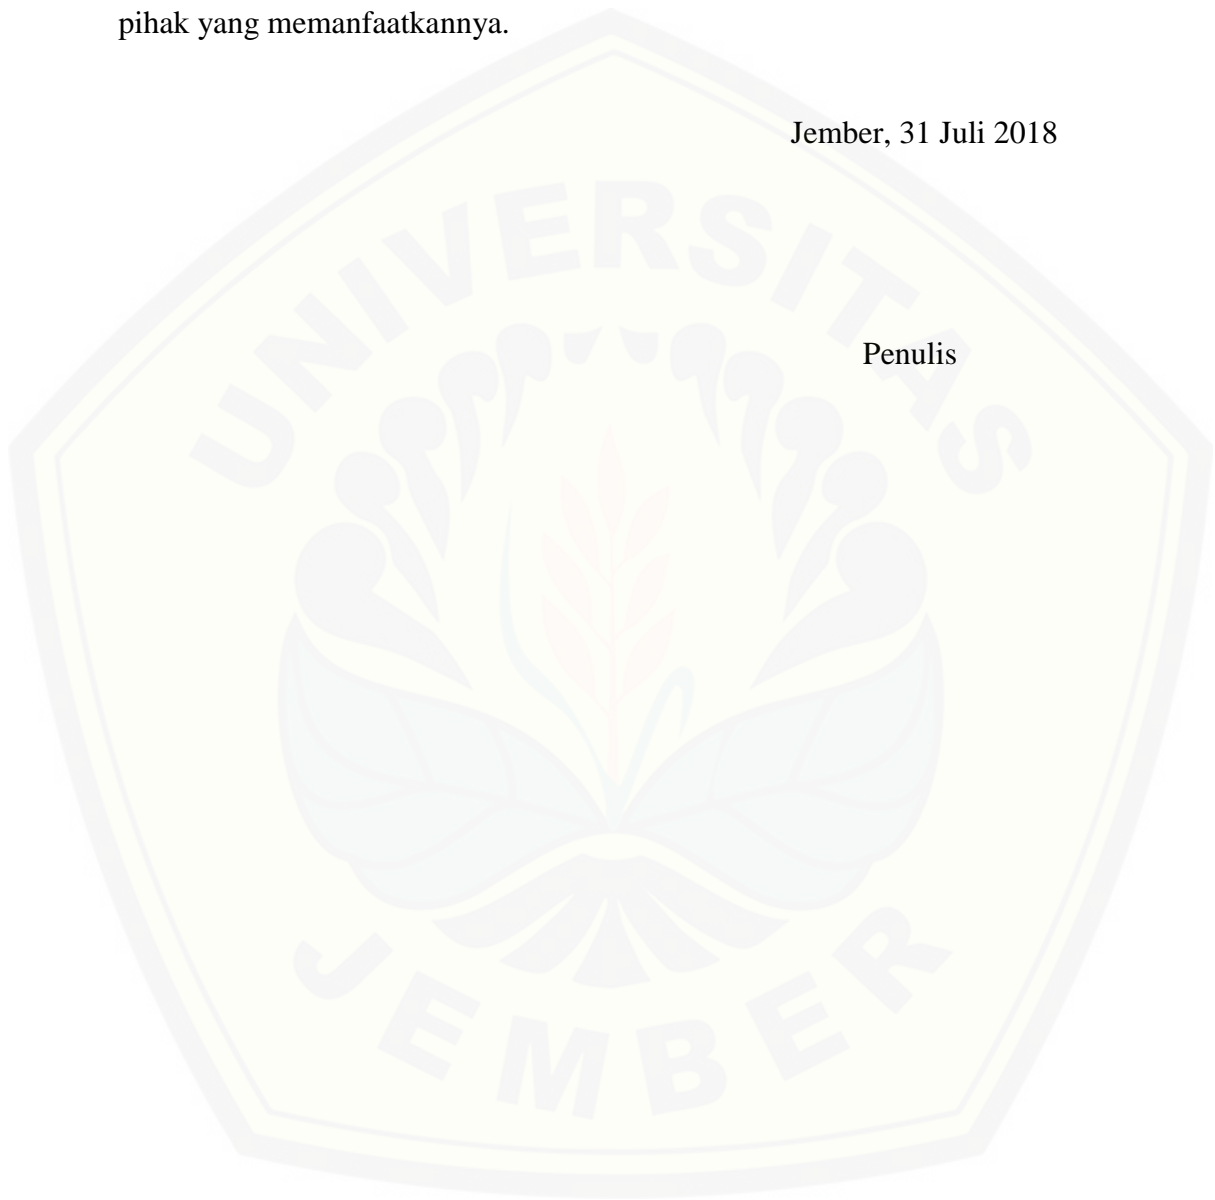 pihak yang memanfaatkannya.
Jember, 31 Juli 2018
UNIVERSITAS
Penulis
JEMBER